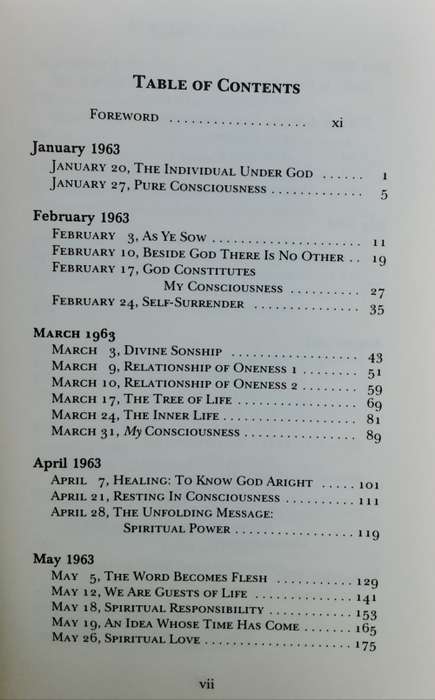 TABLE OF CONTENTS
FOREWORD .................. xi
January 1963
JANUARY 20, THE INDIVIDUAL UNDER GOD ...... 1
JANUARY 27, PURE CONSCIOUSNESS ............. 5
February 1963
FEBRUARY 3, AS YE SOW ..................... 11
FEBRUARY 10, BESIDE GOD THERE IS NO OTHER .. 19
FEBRUARY 17, GOD CONSTITUTES
MY CONSCIOUSNESS .......... 27
FEBRUARY 24, SELF-SURRENDER ............... 35
MARCH 1963
MARCH 3, DIVINE SONSHIP .................. 43
MARCH 9, RELATIONSHIP OF ONENESS 1 ........ 51
MARCH 10, RELATIONSHIP OF ONENESS 2 ........ 59
MARCH 17, THE TREE OF LIFE ................. 69
MARCH 24, THE INNER LIFE ................... 81
MARCH 31, My CONSCIOUSNESS ................ 89
April 1963
APRIL 7, HEALING: TO KNOW GOD ARIGHT ..... 101
APRIL 21, RESTING IN CONSCIOUSNESS .......... 111
APRIL 28, THE UNFOLDING MESSAGE:
SPIRITUAL POWER ................ 119
May 1963
MAY 5, THE WORD BECOMES FLESH ........... 129
MAY 12, WE ARE GUESTS OF LIFE .............. 141
MAY 18, SPIRITUAL RESPONSIBILITY ............ 153
MAY 19, AN IDEA WHOSE TIME HAS COME ....... 165
MAY 26, SPIRITUAL LOVE ..................... 175
vii